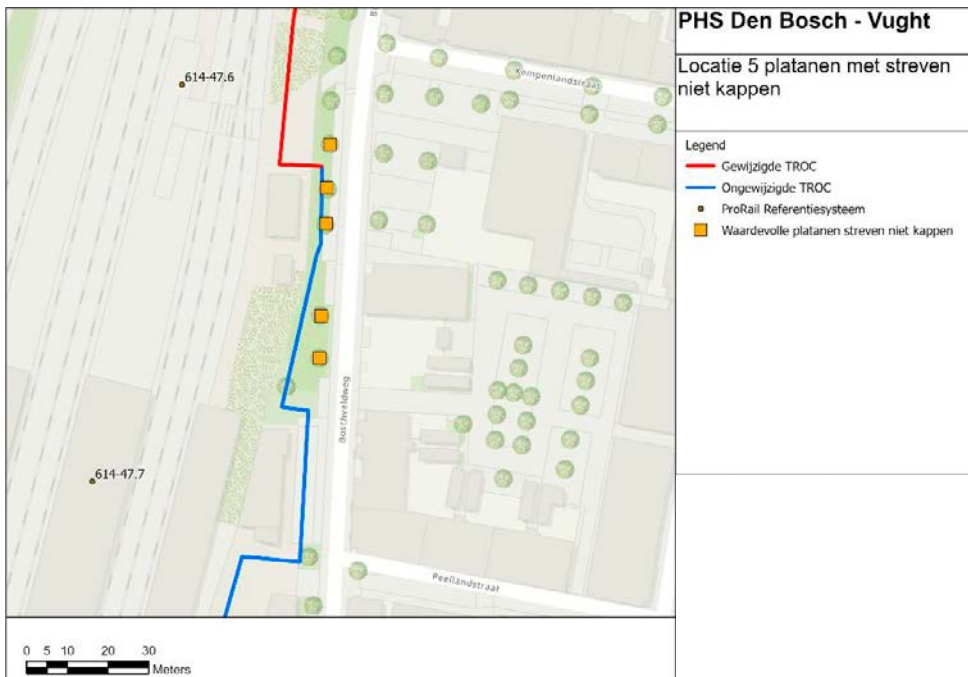 PHS Den Bosch - Vught
Locatie 5 platanen met streven
niet kappen
Legend
Gewijzigde TROC
Ongewijzigde TROC
ProRail Referentiesysteem
Waardevolle platanen streven niet kappen
614-47.6
Kempenlandstraat
Boschveldweg
614-47.7
Peellandstraat
0 5 10 20 30
Meters